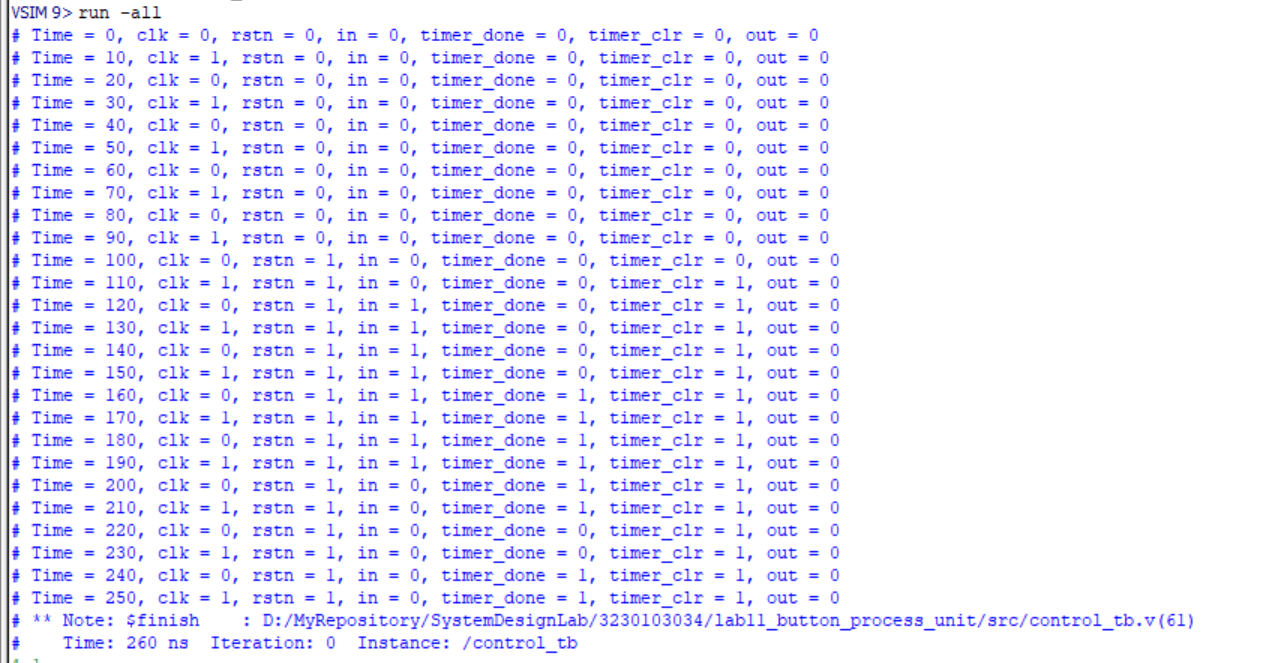 VSIM 9> run -all
# Time = 0, clk = 0, rstn = 0, in = 0, timer_done = 0, timer_clr = 0, out = 0
# Time = 10, clk = 1, rstn = 0, in = 0, timer_done = 0, timer_clr = 0, out = 0
# Time = 20, clk = 0, rstn = 0, in = 0, timer_done = 0, timer_clr = 0, out = 0
# Time = 30, clk = 1, rstn = 0, in = 0, timer_done = 0, timer_clr = 0, out = 0
# Time = 40, clk = 0, rstn = 0, in = 0, timer_done = 0, timer_clr = 0, out = 0
# Time = 50, clk = 1, rstn = 0, in = 0, timer_done = 0, timer_clr = 0, out = 0
# Time = 60, clk = 0, rstn = 0, in = 0, timer_done = 0, timer_clr = 0, out = 0
# Time = 70, clk = 1, rstn = 0, in = 0, timer_done = 0, timer_clr = 0, out = 0
# Time = 80, clk = 0, rstn = 0, in = 0, timer_done = 0, timer_clr = 0, out = 0
# Time = 90, clk = 1, rstn = 0, in = 0, timer_done = 0, timer_clr = 0, out = 0
# Time = 100, clk = 0, rstn = 1, in = 0, timer_done = 0, timer_clr = 0, out = 0
# Time = 110, clk = 1, rstn = 1, in = 0, timer_done = 0, timer_clr = 1, out = 0
# Time = 120, clk = 0, rstn = 1, in = 1, timer_done = 0, timer_clr = 1, out = 0
# Time = 130, clk = 1, rstn = 1, in = 1, timer_done = 0, timer_clr = 1, out = 0
# Time = 140, clk = 0, rstn = 1, in = 1, timer_done = 0, timer_clr = 1, out = 0
# Time = 150, clk = 1, rstn = 1, in = 1, timer_done = 0, timer_clr = 1, out = 0
# Time = 160, clk = 0, rstn = 1, in = 1, timer_done = 1, timer_clr = 1, out = 0
# Time = 170, clk = 1, rstn = 1, in = 1, timer_done = 1, timer_clr = 1, out = 0
# Time = 180, clk = 0, rstn = 1, in = 1, timer_done = 1, timer_clr = 1, out = 0
# Time = 190, clk = 1, rstn = 1, in = 1, timer_done = 1, timer_clr = 1, out = 0
# Time = 200, clk = 0, rstn = 1, in = 0, timer_done = 1, timer_clr = 1, out = 0
# Time = 210, clk = 1, rstn = 1, in = 0, timer_done = 1, timer_clr = 1, out = 0
# Time = 220, clk = 0, rstn = 1, in = 0, timer_done = 0, timer_clr = 1, out = 0
# Time = 230, clk = 1, rstn = 1, in = 0, timer_done = 0, timer_clr = 1, out = 0
# Time = 240, clk = 0, rstn = 1, in = 0, timer_done = 1, timer_clr = 1, out = 0
# Time = 250, clk = 1, rstn = 1, in = 0, timer_done = 1, timer_clr = 1, out = 0
# ** Note: $finish    : D:/MyRepository/SystemDesignLab/3230103034/lab11_button_process_unit/src/control_tb.v(61)
#    Time: 260 ns  Iteration: 0  Instance: /control_tb